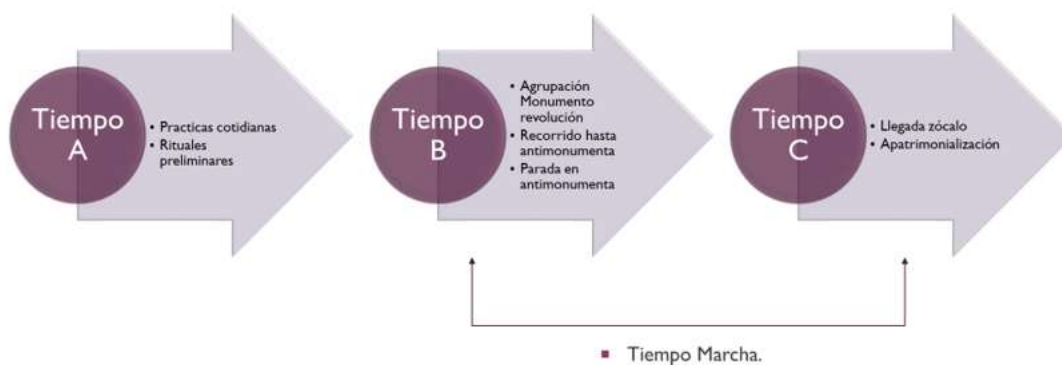 Tiempo
A
• Practicas cotidianas
• Rituales
preliminares
Tiempo
B
• Agrupación
Monumento
revolución
• Recorrido hasta
antimonumenta
• Parada en
antimonumenta
Tiempo
C
• Llegada zócalo
• Apatrimonialización
▪ Tiempo Marcha.